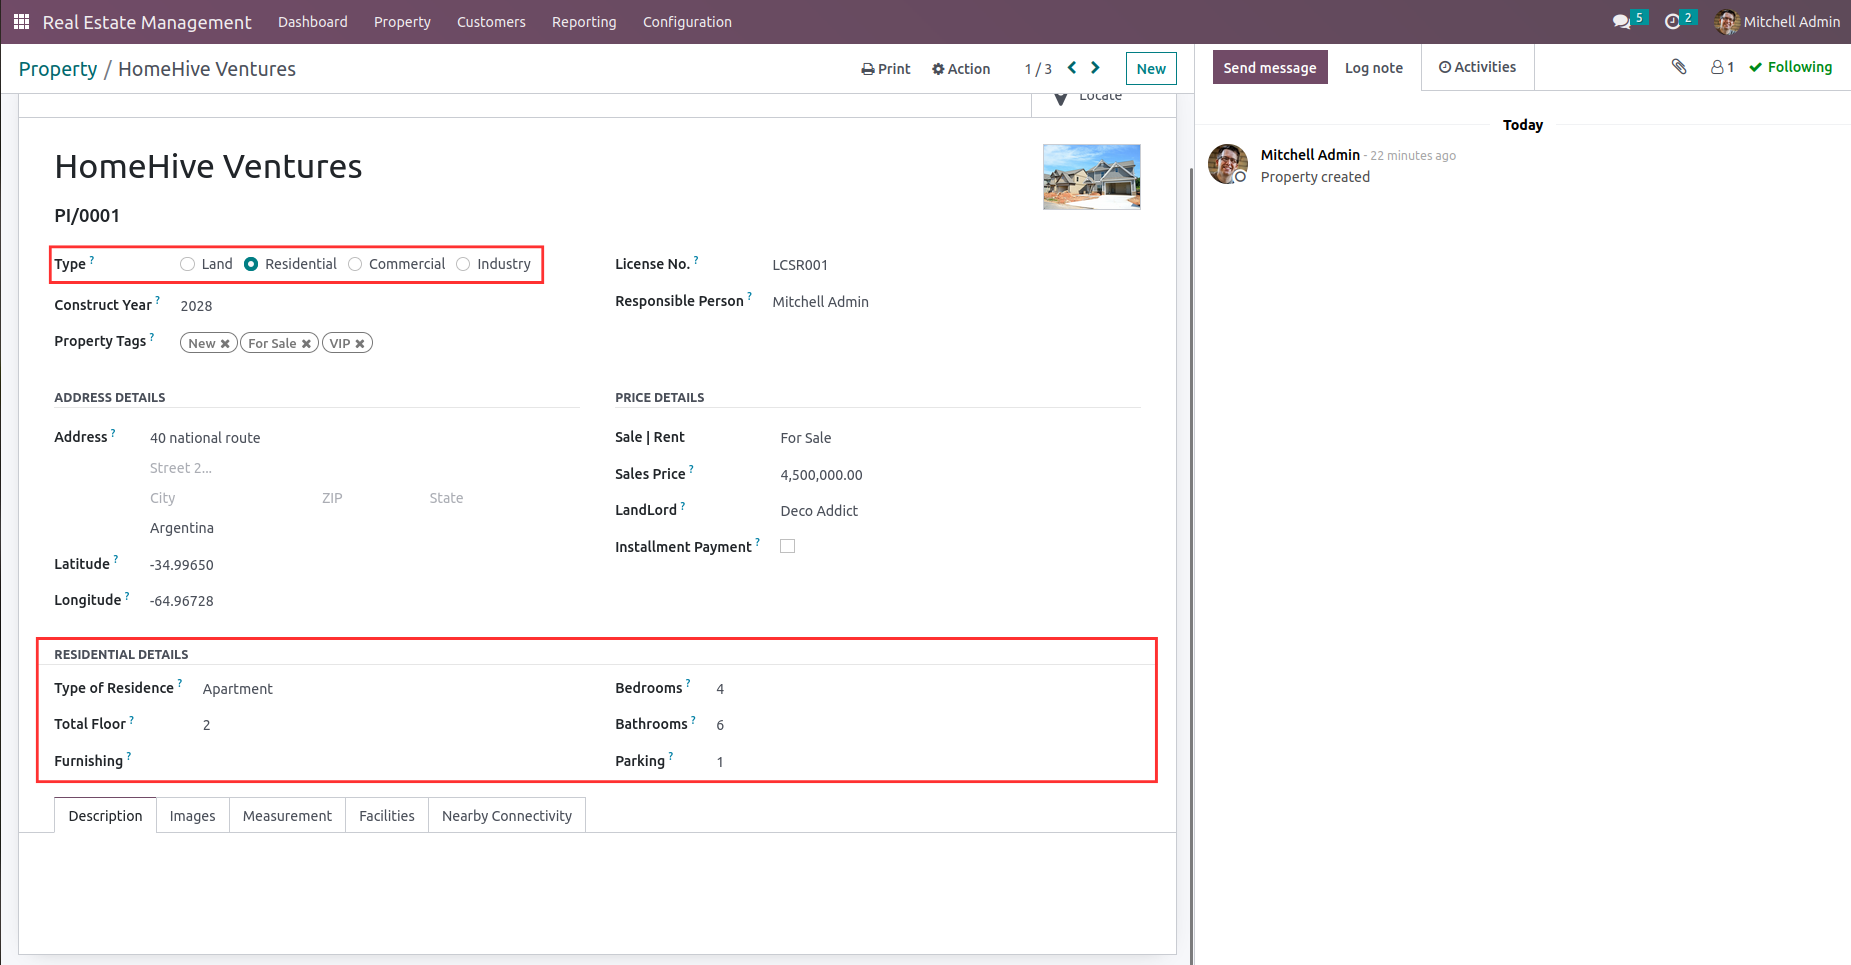 Real Estate Management Dashboard Property Customers Reporting Configuration 5 2 Mitchell Admin
Property / HomeHive Ventures Print Action 1 / 3 New
Send message Log note Activities 1 Following
Locate
Today
HomeHive Ventures
Mitchell Admin - 22 minutes ago
Property created
PI/0001
Type ? Land Residential Commercial Industry
License No. ? LCSR001
Construct Year ? 2028
Responsible Person ? Mitchell Admin
Property Tags ? New For Sale VIP
ADDRESS DETAILS
Address ? 40 national route
Street 2...
City ZIP State
Argentina
Latitude ? -34.99650
Longitude ? -64.96728
PRICE DETAILS
Sale | Rent For Sale
Sales Price ? 4,500,000.00
LandLord ? Deco Addict
Installment Payment ?
RESIDENTIAL DETAILS
Type of Residence ? Apartment
Total Floor ? 2
Furnishing ?
Bedrooms ? 4
Bathrooms ? 6
Parking ? 1
Description Images Measurement Facilities Nearby Connectivity